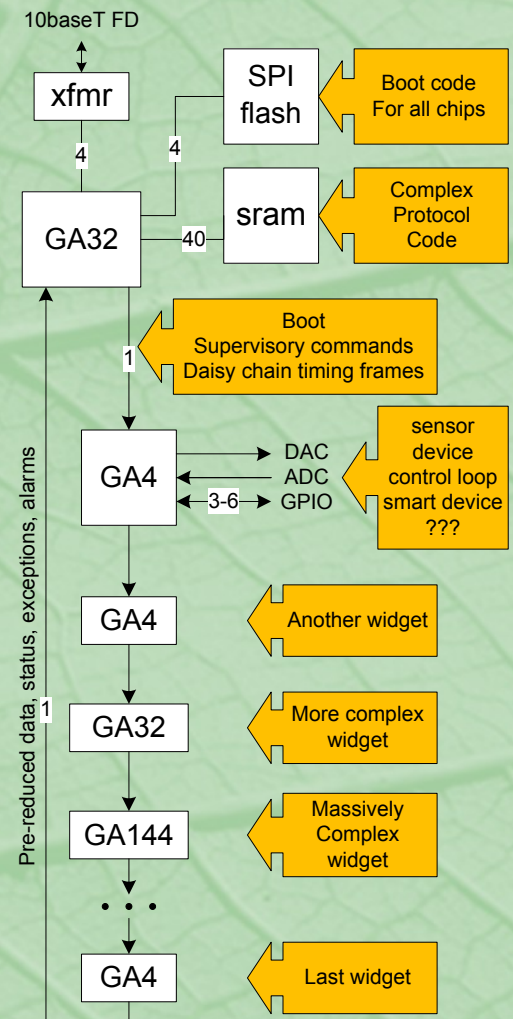 10baseT FD
xfmr
4
4
SPI
flash
Boot code
For all chips
GA32
40
sram
Complex
Protocol
Code
1
Boot
Supervisory commands
Daisy chain timing frames
GA4
DAC
ADC
3-6
GPIO
sensor
device
control loop
smart device
???
GA4
Another widget
Pre-reduced data, status, exceptions, alarms
1
GA32
More complex
widget
GA144
Massively
Complex
widget
• • •
GA4
Last widget